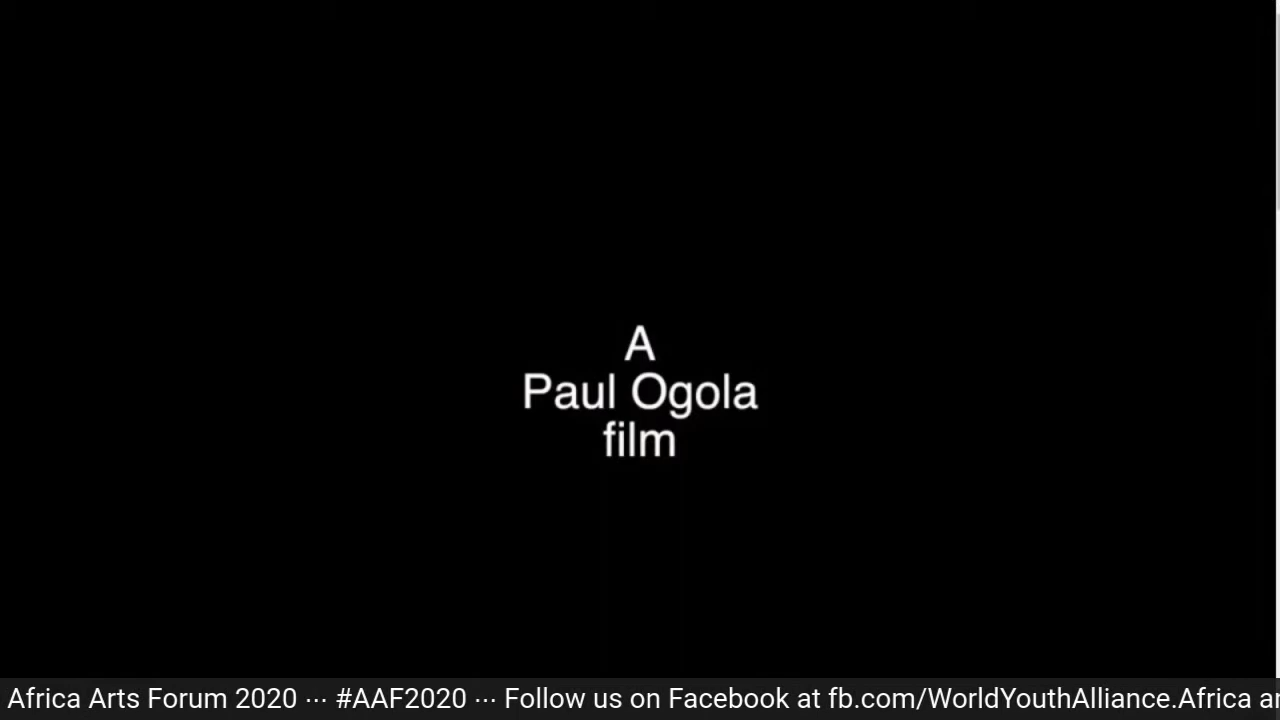 A
Paul Ogola
film
Africa Arts Forum 2020 ··· #AAF2020 ··· Follow us on Facebook at fb.com/WorldYouthAlliance.Africa